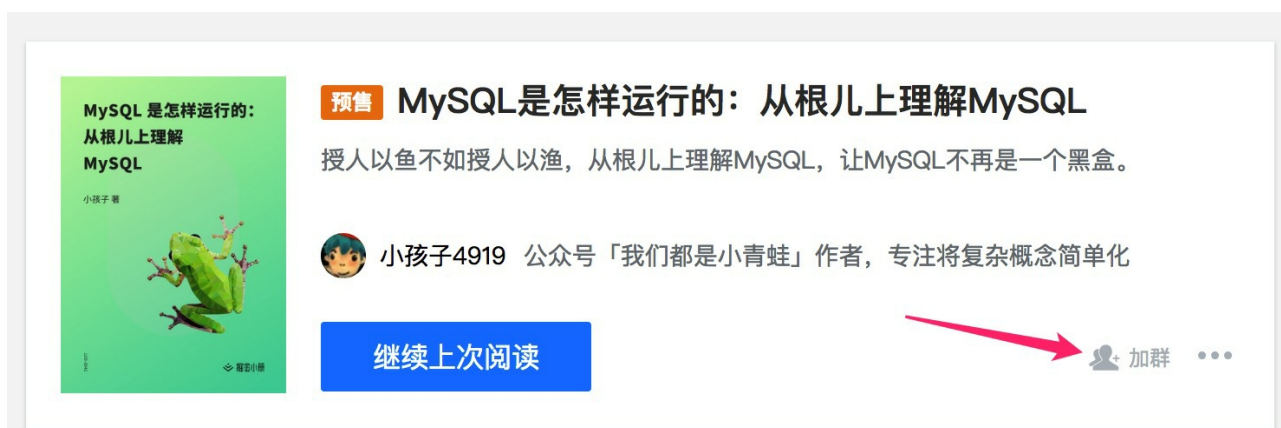 MySQL 是怎样运行的：
从根儿上理解
MySQL
小孩子 著
掘金小册
预售 MySQL是怎样运行的：从根儿上理解MySQL
授人以鱼不如授人以渔，从根儿上理解MySQL，让MySQL不再是一个黑盒。
小孩子4919 公众号「我们都是小青蛙」作者，专注将复杂概念简单化
继续上次阅读
加群